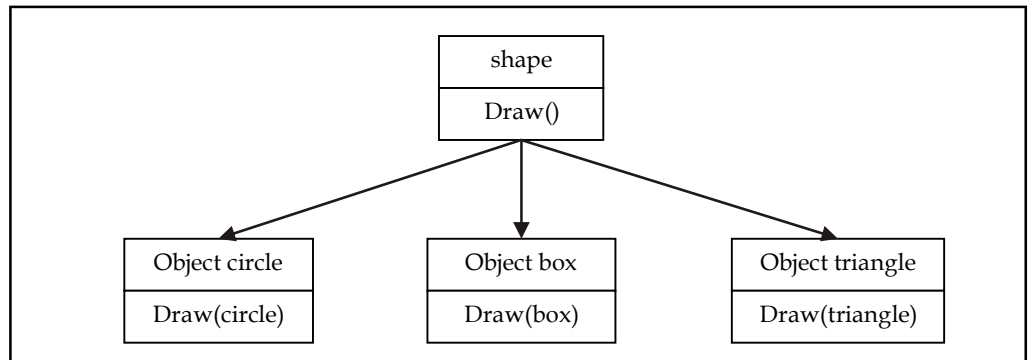 shape
Draw()
Object circle
Draw(circle)
Object box
Draw(box)
Object triangle
Draw(triangle)